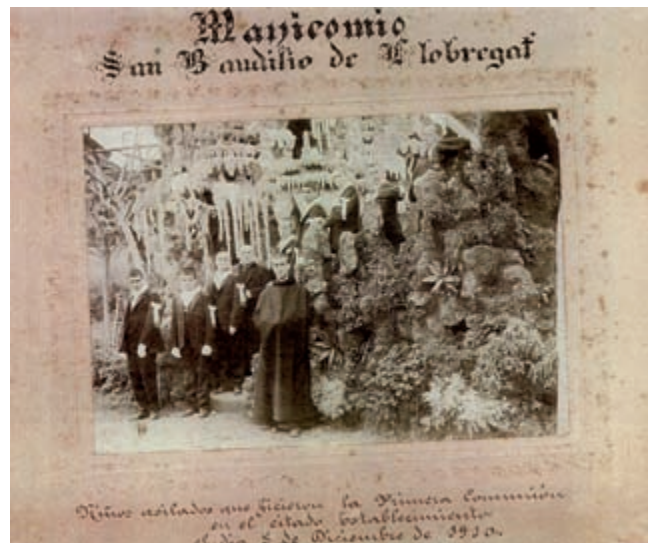 Manicomio
San Baudilio de Llobregat
Niños asilados que hicieron la Primera Comunión
en el citado Establecimiento
el día 8 de Diciembre de 1910.